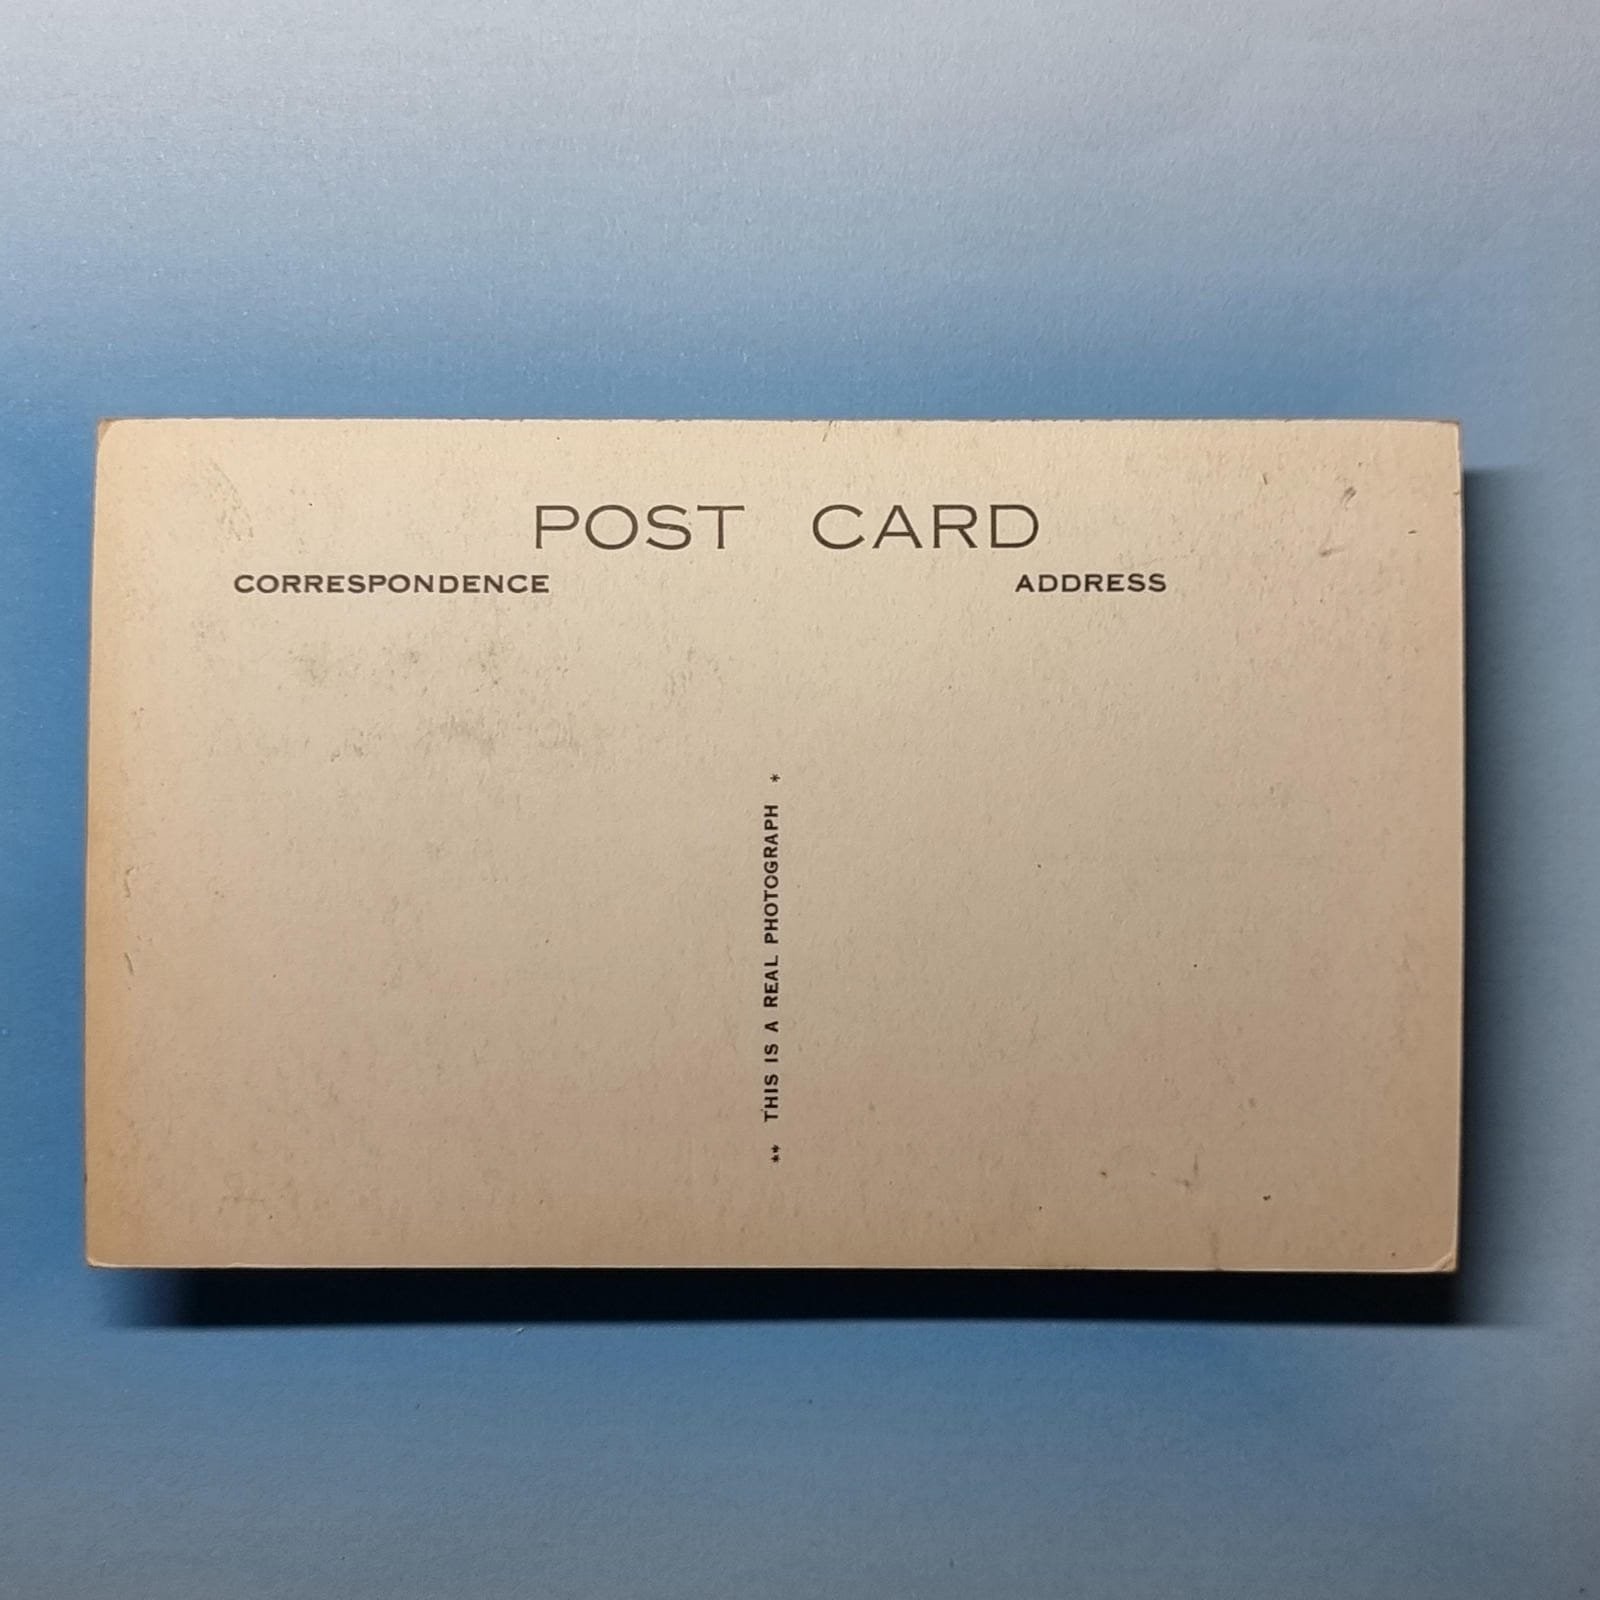 POST CARD
CORRESPONDENCE
ADDRESS
** THIS IS A REAL PHOTOGRAPH *